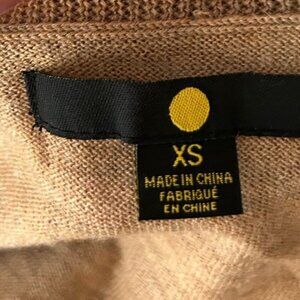 XS
MADE IN CHINA
FABRIQUÉ
EN CHINE